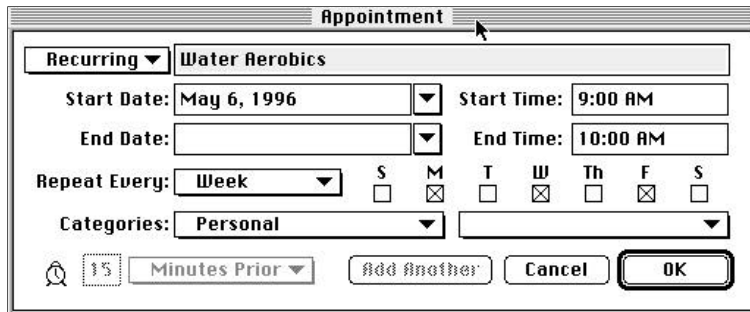 Appointment
Recurring Water Aerobics
Start Date: May 6, 1996 Start Time: 9:00 AM
End Date: End Time: 10:00 AM
S M T W Th F S
Repeat Every: Week
Categories: Personal
15 Minutes Prior Add Another Cancel OK